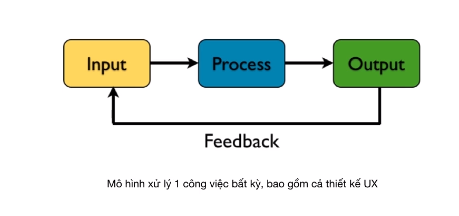 Input
Process
Output
Feedback
Mô hình xử lý 1 công việc bất kỳ, bao gồm cả thiết kế UX